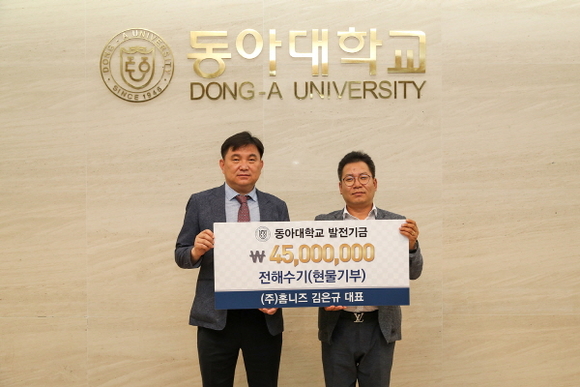 DONG-A UNIVERSITY
SINCE 1946
동아대학교
DONG-A UNIVERSITY
동아대학교 발전기금
₩ 45,000,000
전해수기(현물기부)
(주)홈니즈 김은규 대표